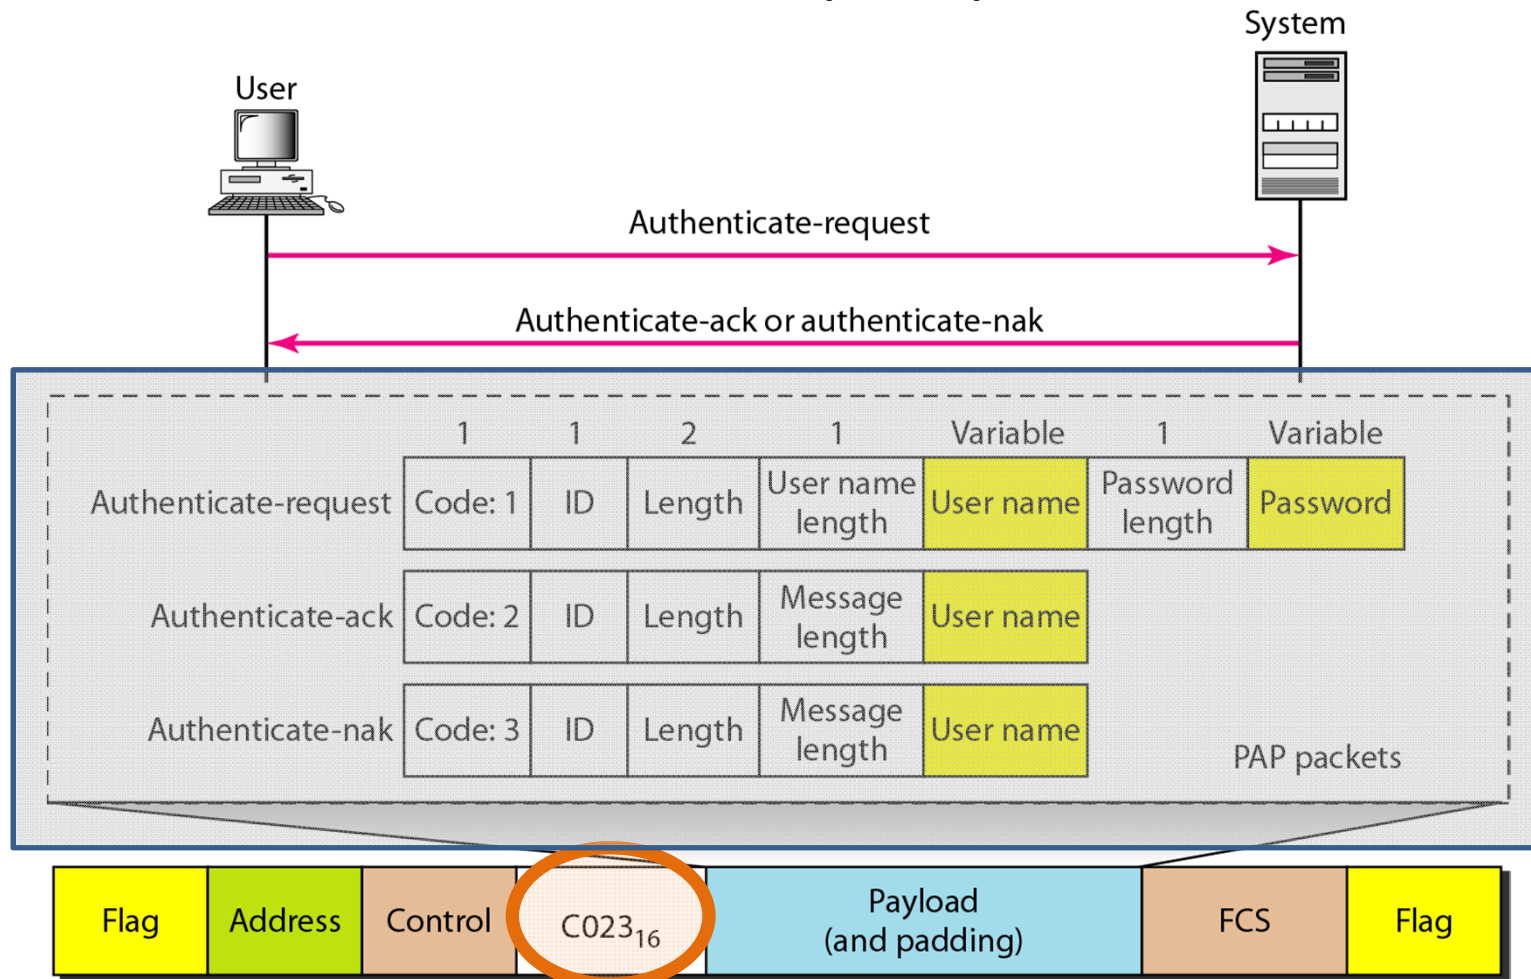 System
User
Authenticate-request
Authenticate-ack or authenticate-nak
1 1 2 1 Variable 1 Variable
Authenticate-request Code: 1 ID Length User name length User name Password length Password
Authenticate-ack Code: 2 ID Length Message length User name
Authenticate-nak Code: 3 ID Length Message length User name
PAP packets
Flag Address Control C023₁₆ Payload (and padding) FCS Flag